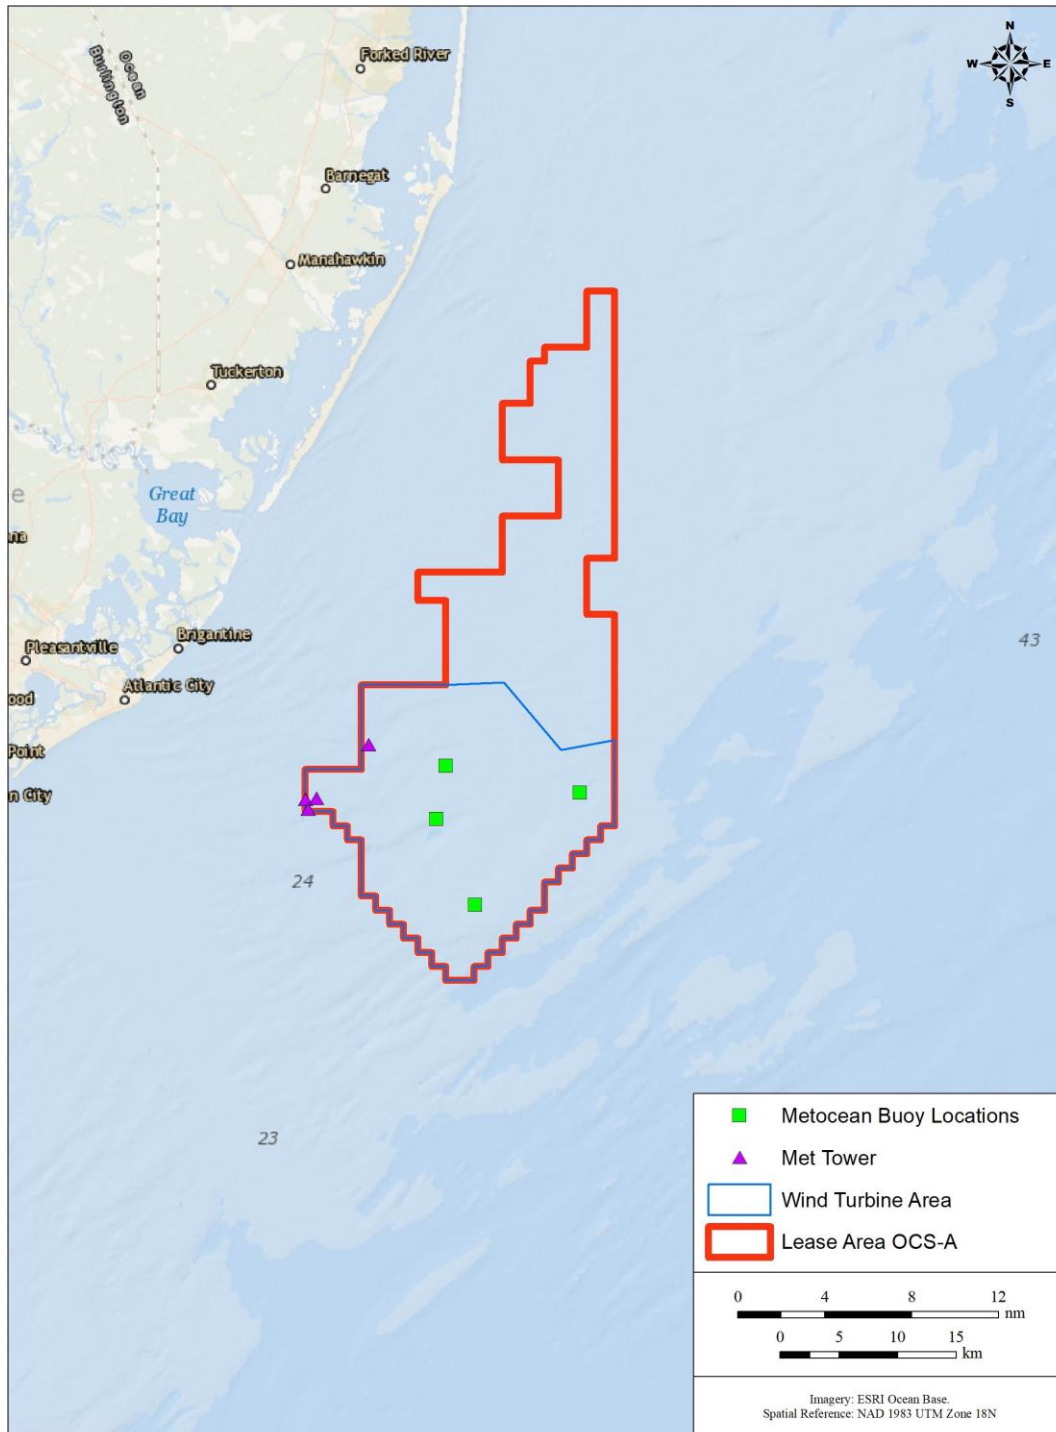 Forked River
N
W E
S
Ocean
Burlington
Barnegat
Manahawkin
Tuckerton
Great
Bay
e
na
Brigantine
Pleasantville
43
Atlantic City
ood
Point
n City
24
23
Metocean Buoy Locations
Met Tower
Wind Turbine Area
Lease Area OCS-A
0 4 8 12
nm
0 5 10 15
km
Imagery: ESRI Ocean Base.
Spatial Reference: NAD 1983 UTM Zone 18N